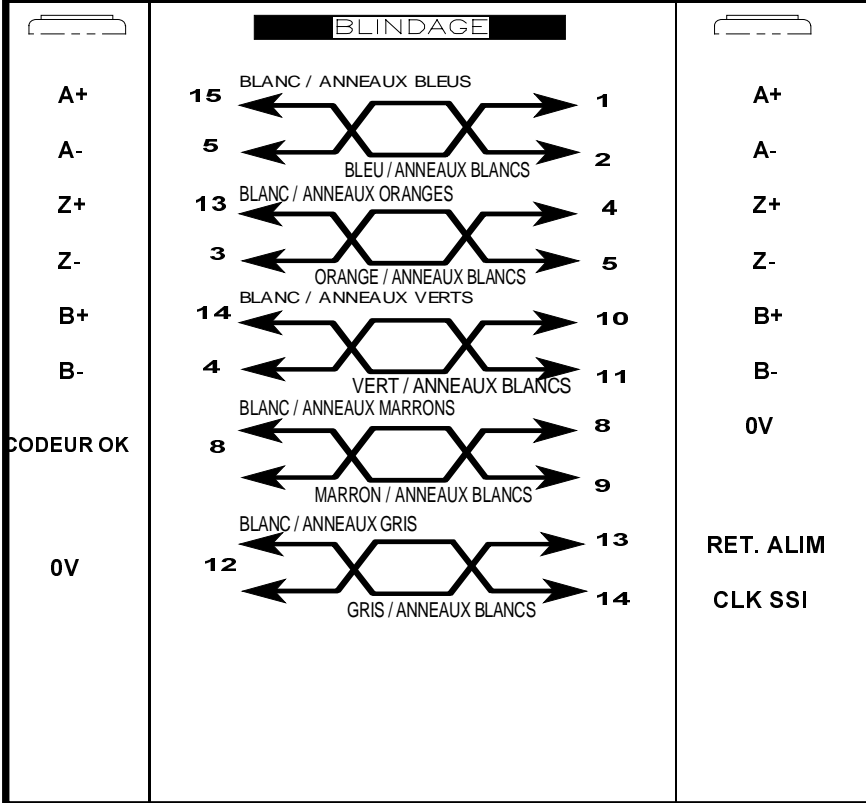 BLINDAGE
BLANC / ANNEAUX BLEUS
A+ 15 1 A+
A- 5 2 A-
BLEU / ANNEAUX BLANCS
BLANC / ANNEAUX ORANGES
Z+ 13 4 Z+
Z- 3 5 Z-
ORANGE / ANNEAUX BLANCS
BLANC / ANNEAUX VERTS
B+ 14 10 B+
B- 4 11 B-
VERT / ANNEAUX BLANCS
BLANC / ANNEAUX MARRONS
8 0V
CODEUR OK 8
9
MARRON / ANNEAUX BLANCS
BLANC / ANNEAUX GRIS
13 RET. ALIM
0V 12
14 CLK SSI
GRIS / ANNEAUX BLANCS